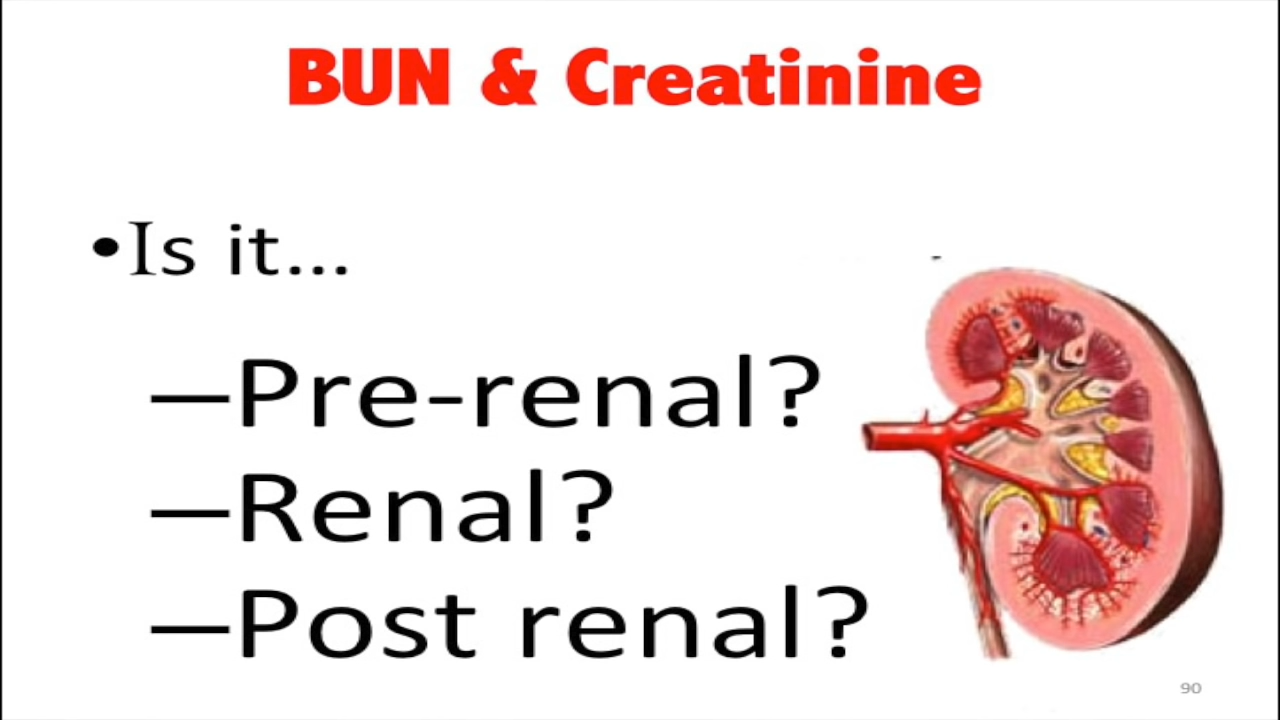 BUN & Creatinine
•Is it...
–Pre-renal?
–Renal?
–Post renal?
90